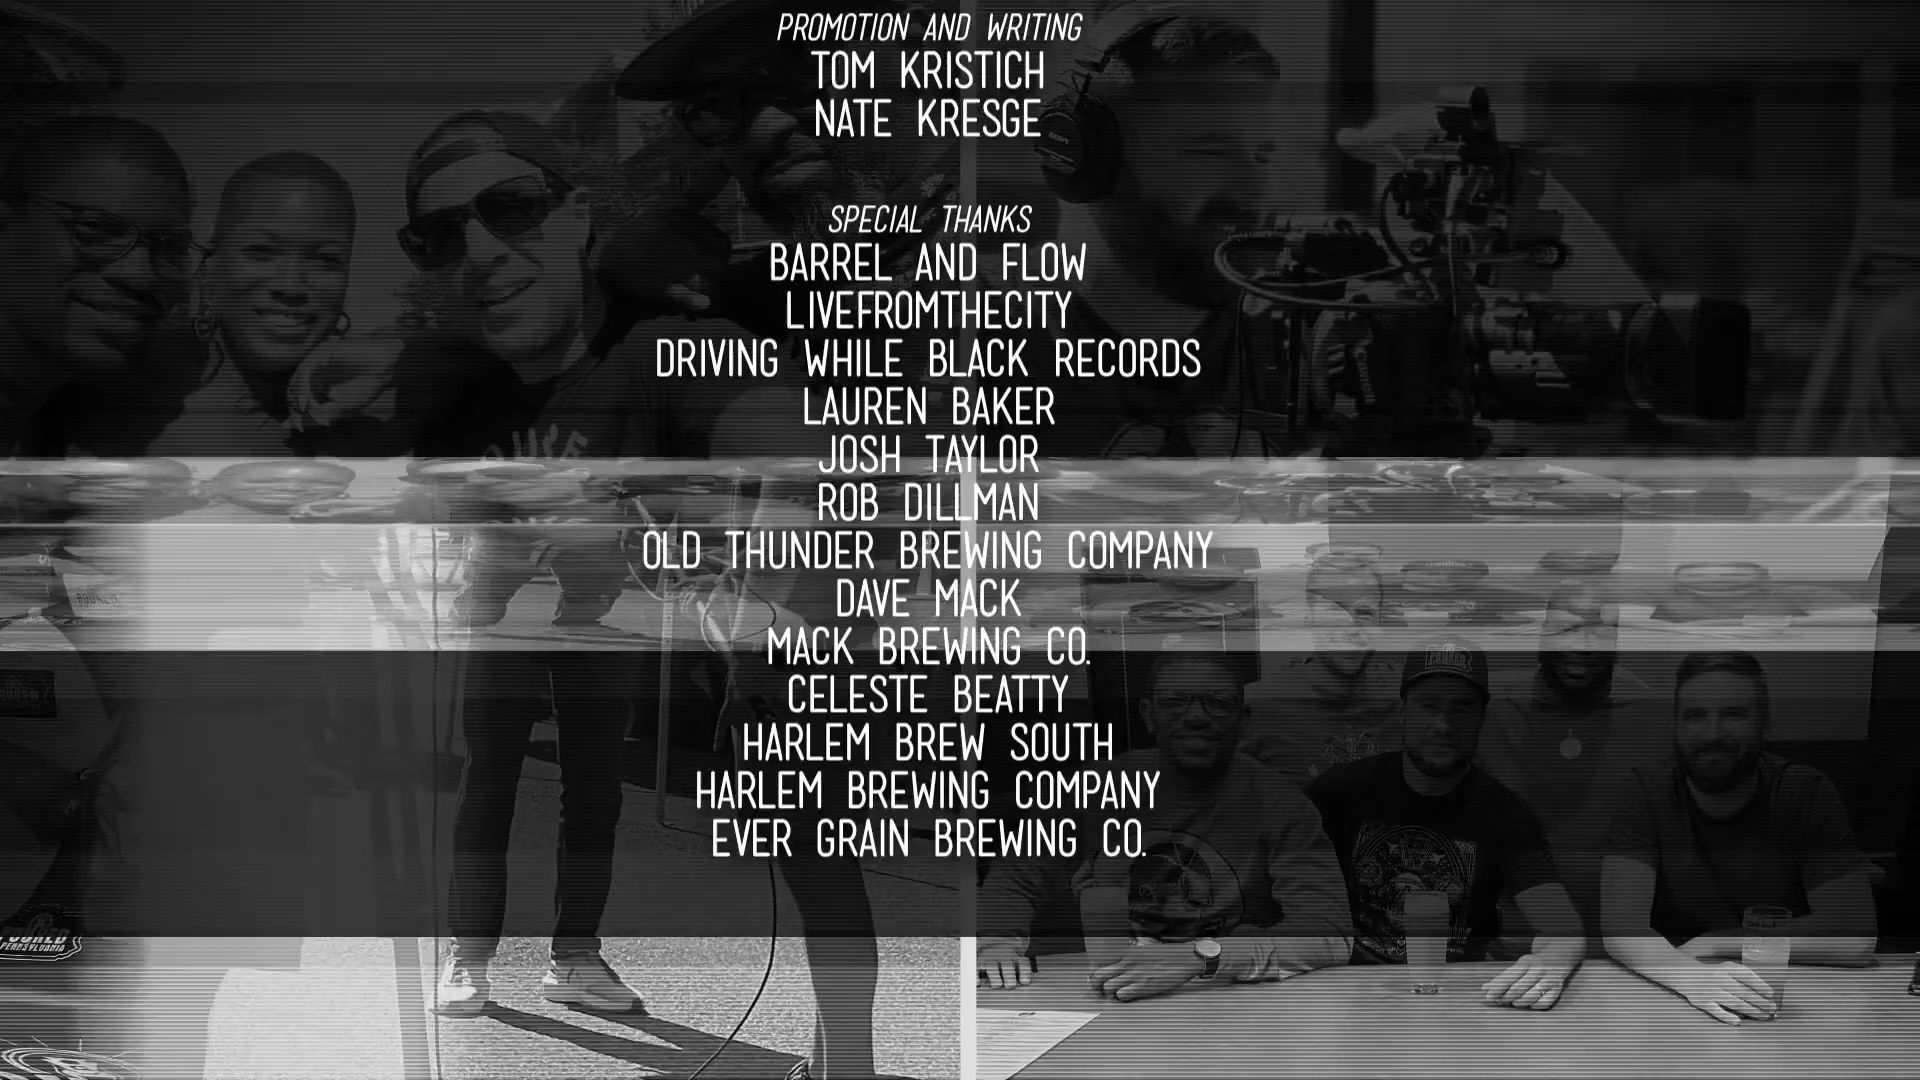 PROMOTION AND WRITING
TOM KRISTICH
NATE KRESGE
SPECIAL THANKS
BARREL AND FLOW
LIVEFROMTHECITY
DRIVING WHILE BLACK RECORDS
LAUREN BAKER
JOSH TAYLOR
ROB DILLMAN
OLD THUNDER BREWING COMPANY
DAVE MACK
MACK BREWING CO.
CELESTE BEATTY
HARLEM BREW SOUTH
HARLEM BREWING COMPANY
EVER GRAIN BREWING CO.
POURED
PENNSYLVANIA